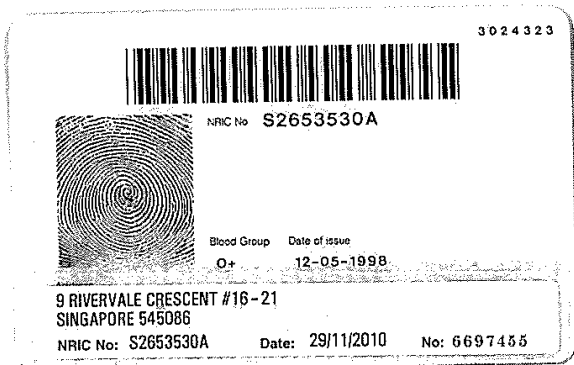 3024323
NRIC No S2653530A
Blood Group Date of issue
O+ 12-05-1998
9 RIVERVALE CRESCENT #16-21
SINGAPORE 545086
NRIC No: S2653530A Date: 29/11/2010 No: 6697455